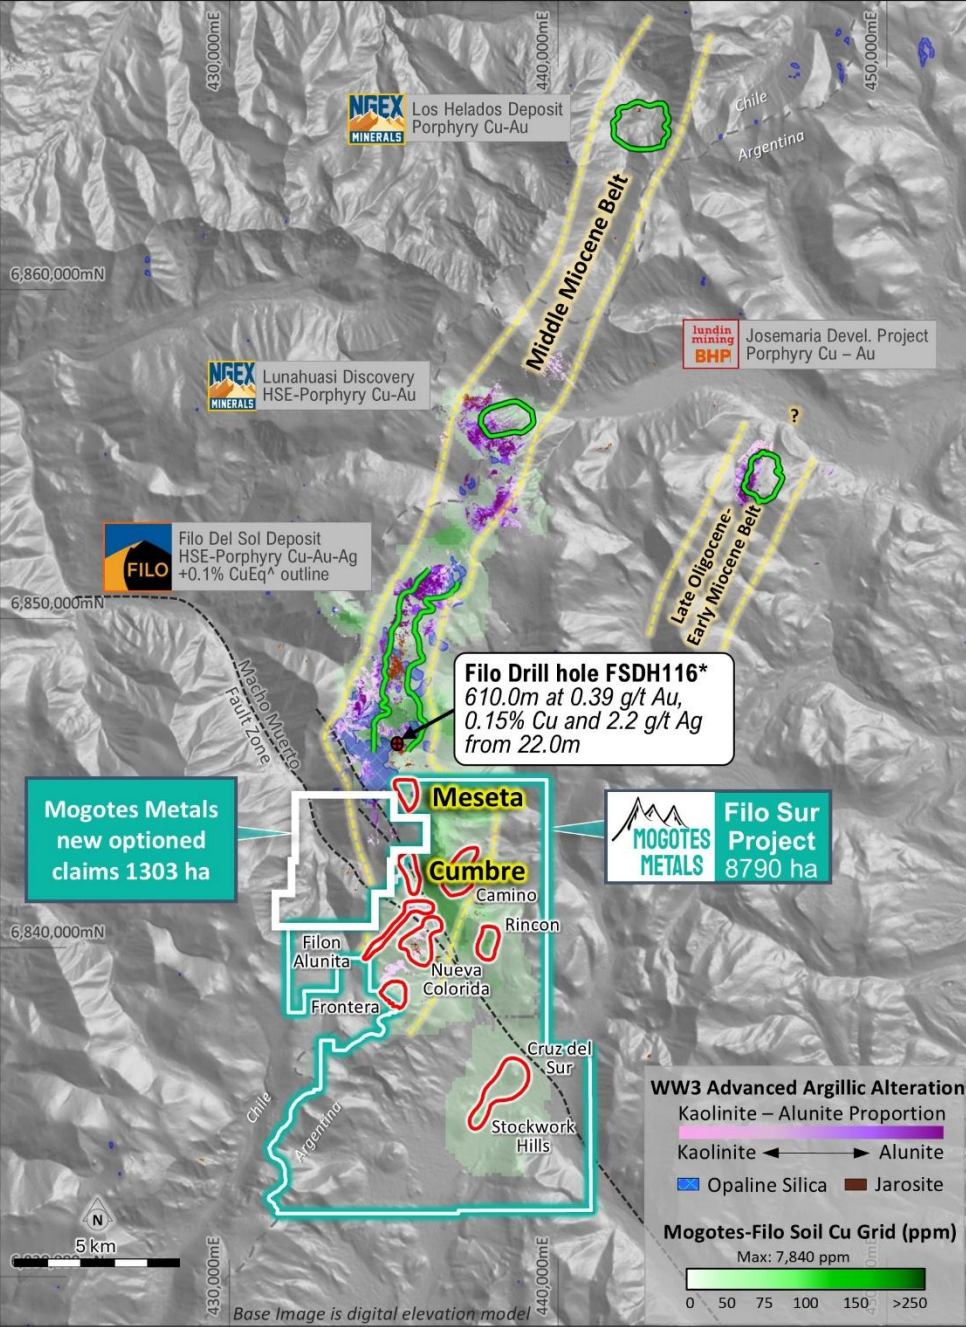 430,000mE
440,000mE
450,000mE
NGEX
MINERALS
Los Helados Deposit
Porphyry Cu-Au
Chile
Argentina
Middle Miocene Belt
6,860,000mN
lundin
mining
BHP
Josemaria Devel. Project
Porphyry Cu – Au
NGEX
MINERALS
Lunahuasi Discovery
HSE-Porphyry Cu-Au
?
Late Oligocene-
Early Miocene Belt
FILO
Filo Del Sol Deposit
HSE-Porphyry Cu-Au-Ag
+0.1% CuEq^ outline
6,850,000mN
Macho Muerto
Fault Zone
Filo Drill hole FSDH116*
610.0m at 0.39 g/t Au,
0.15% Cu and 2.2 g/t Ag
from 22.0m
Mogotes Metals
new optioned
claims 1303 ha
Meseta
MOGOTES
METALS
Filo Sur
Project
8790 ha
Cumbre
Camino
Rincon
6,840,000mN
Filon
Alunita
Nueva
Colorida
Frontera
Cruz del
Sur
Stockwork
Hills
Chile
Argentina
WW3 Advanced Argillic Alteration
Kaolinite – Alunite Proportion
Kaolinite
Alunite
Opaline Silica
Jarosite
Mogotes-Filo Soil Cu Grid (ppm)
Max: 7,840 ppm
0 50 75 100 150 >250
N
5 km
430,000mE
440,000mE
Base Image is digital elevation model